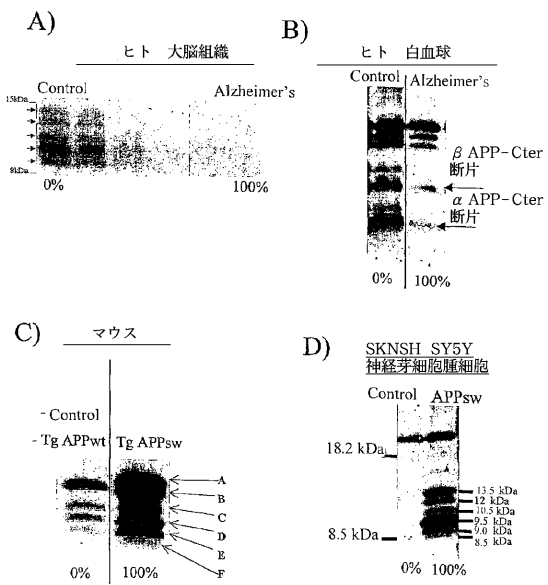 A)
ヒト 大脳組織
Control
Alzheimer's
15kDa
9kDa
0%
100%
B)
ヒト 白血球
Control
Alzheimer's
β APP-Cter
断片
α APP-Cter
断片
0%
100%
C)
マウス
- Control
- Tg APPwt
Tg APPsw
A
B
C
D
E
F
0%
100%
D)
SKNSH SY5Y
神経芽細胞腫細胞
Control
APPsw
18.2 kDa
8.5 kDa
13.5 kDa
12 kDa
10.5 kDa
9.5 kDa
9.0 kDa
8.5 kDa
0%
100%